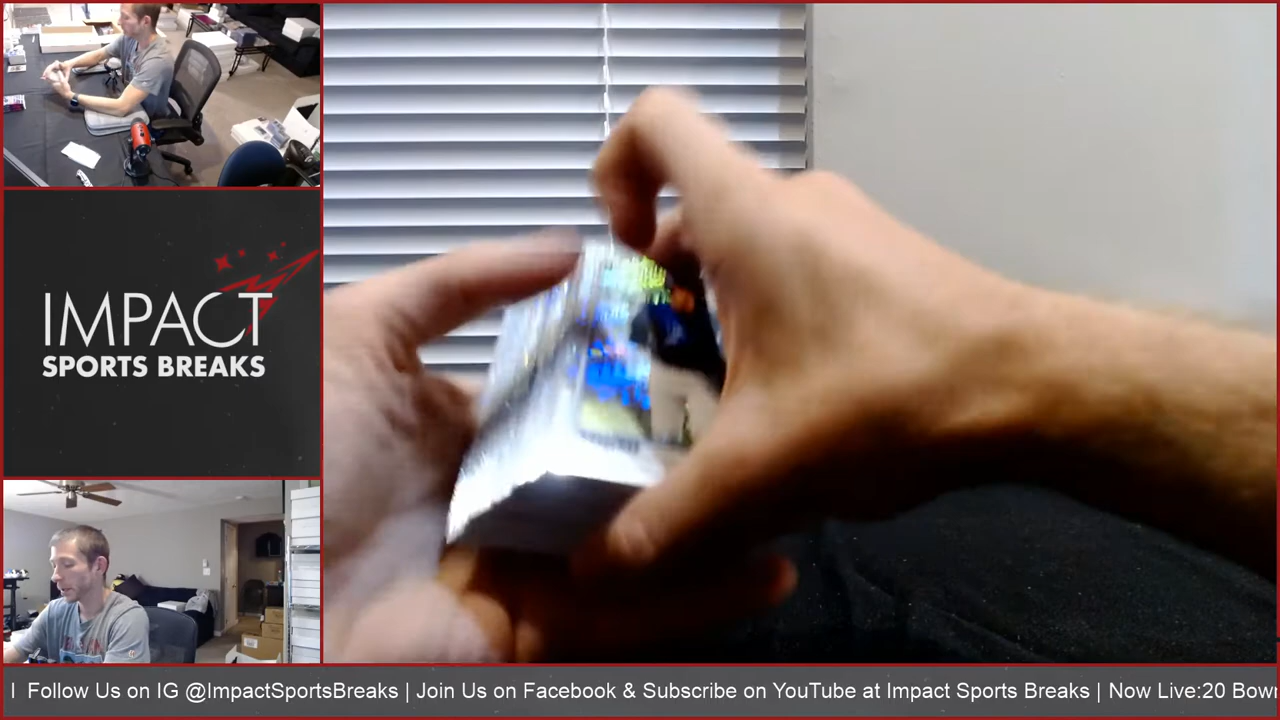 IMPACT
SPORTS BREAKS
| Follow Us on IG @ImpactSportsBreaks | Join Us on Facebook & Subscribe on YouTube at Impact Sports Breaks | Now Live:20 Bow